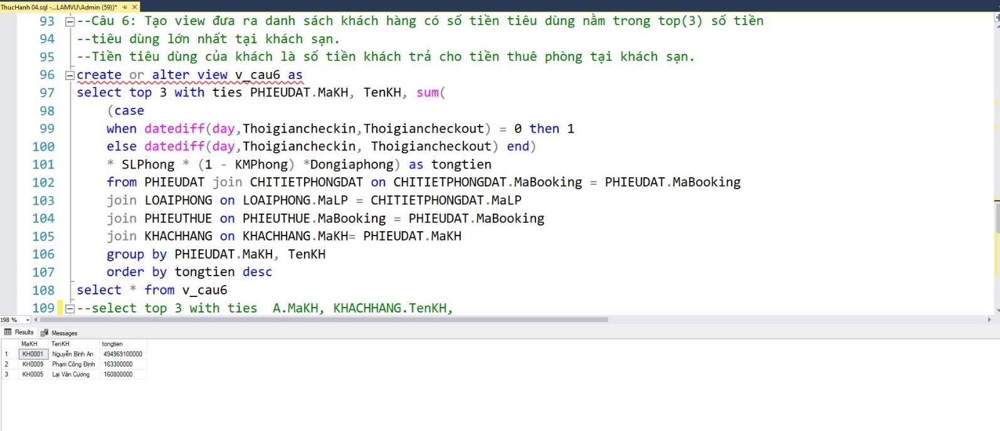 ThucHanh 04.sql -...LAMVU\Admin (59))*
93 --Câu 6: Tạo view đưa ra danh sách khách hàng có số tiền tiêu dùng nằm trong top(3) số tiền
94 --tiêu dùng lớn nhất tại khách sạn.
95 --Tiền tiêu dùng của khách là số tiền khách trả cho tiền thuê phòng tại khách sạn.
96 create or alter view v_cau6 as
97 select top 3 with ties PHIEUDAT.MaKH, TenKH, sum(
98 (case
99 when datediff(day,Thoigiancheckin,Thoigiancheckout) = 0 then 1
100 else datediff(day,Thoigiancheckin, Thoigiancheckout) end)
101 * SLPhong * (1 - KMPhong) *Dongiaphong) as tongtien
102 from PHIEUDAT join CHITIETPHONGDAT on CHITIETPHONGDAT.MaBooking = PHIEUDAT.MaBooking
103 join LOAIPHONG on LOAIPHONG.MaLP = CHITIETPHONGDAT.MaLP
104 join PHIEUTHUE on PHIEUTHUE.MaBooking = PHIEUDAT.MaBooking
105 join KHACHHANG on KHACHHANG.MaKH= PHIEUDAT.MaKH
106 group by PHIEUDAT.MaKH, TenKH
107 order by tongtien desc
108 select * from v_cau6
109 --select top 3 with ties  A.MaKH, KHACHHANG.TenKH,
198 %
Results Messages
MaKH TenKH tongtien
1 KH0001 Nguyễn Bình An 494969100000
2 KH0009 Phạm Công Định 163300000
3 KH0005 Lại Văn Cương 160800000